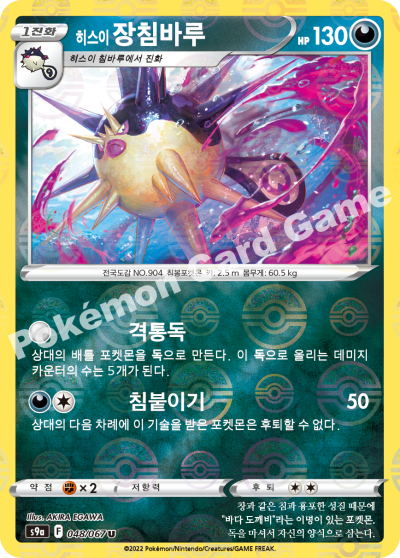 1진화
히스이 장침바루
HP 130
히스이 침바루에서 진화
전국도감 NO.904 침봉포켓몬 키: 2.5 m 몸무게: 60.5 kg
Pokémon Card Game
격통독
상대의 배틀 포켓몬을 독으로 만든다. 이 독으로 올리는 데미지
카운터의 수는 5개가 된다.
침붙이기 50
상대의 다음 차례에 이 기술을 받은 포켓몬은 후퇴할 수 없다.
약점 ×2 저항력 후퇴
Illus. AKIRA EGAWA
s9a F 048/067 U
창과 같은 침과 흉포한 성질 때문에
"바다 도깨비"라는 이명이 있는 포켓몬.
독을 마셔서 자신의 양식으로 삼는다.
©2022 Pokémon/Nintendo/Creatures/GAME FREAK.